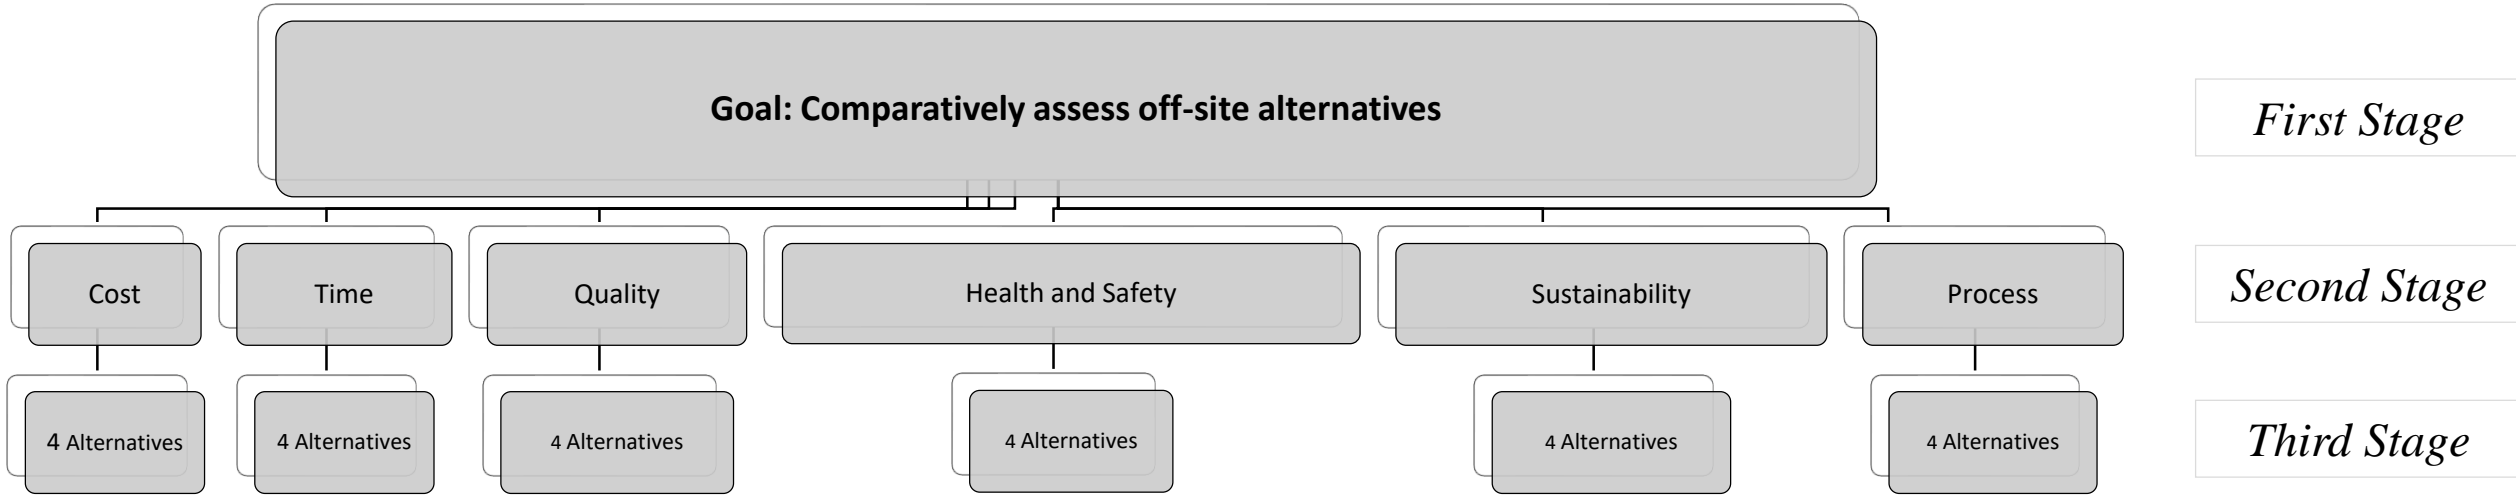 Goal: Comparatively assess off-site alternatives
First Stage
Cost
Time
Quality
Health and Safety
Sustainability
Process
Second Stage
4 Alternatives
4 Alternatives
4 Alternatives
4 Alternatives
4 Alternatives
4 Alternatives
Third Stage